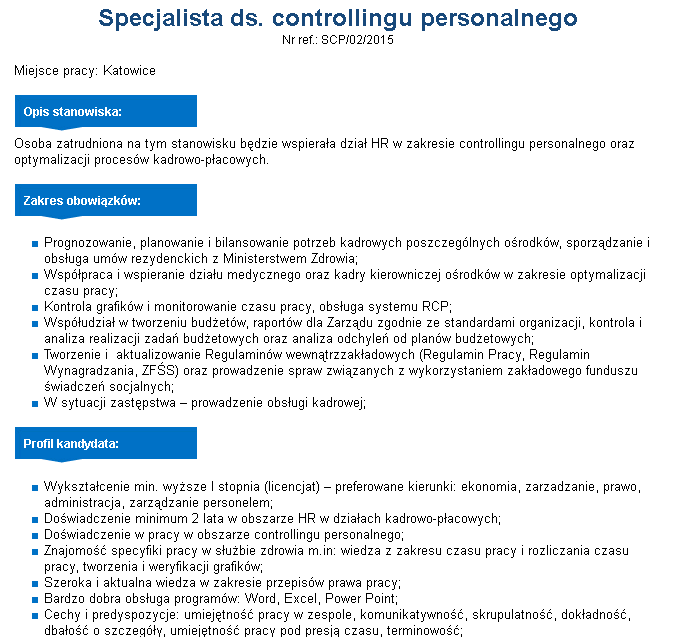 Specjalista ds. controllingu personalnego
Nr ref.: SCP/02/2015
Miejsce pracy: Katowice
Opis stanowiska:
Osoba zatrudniona na tym stanowisku będzie wspierała dział HR w zakresie controllingu personalnego oraz
optymalizacji procesów kadrowo-płacowych.
Zakres obowiązków:
Prognozowanie, planowanie i bilansowanie potrzeb kadrowych poszczególnych ośrodków, sporządzanie i
obsługa umów rezydenckich z Ministerstwem Zdrowia;
Współpraca i wspieranie działu medycznego oraz kadry kierowniczej ośrodków w zakresie optymalizacji
czasu pracy;
Kontrola grafików i monitorowanie czasu pracy, obsługa systemu RCP;
Współudział w tworzeniu budżetów, raportów dla Zarządu zgodnie ze standardami organizacji, kontrola i
analiza realizacji zadań budżetowych oraz analiza odchyleń od planów budżetowych;
Tworzenie i  aktualizowanie Regulaminów wewnątrzzakładowych (Regulamin Pracy, Regulamin
Wynagradzania, ZFŚS) oraz prowadzenie spraw związanych z wykorzystaniem zakładowego funduszu
świadczeń socjalnych;
W sytuacji zastępstwa – prowadzenie obsługi kadrowej;
Profil kandydata:
Wykształcenie min. wyższe I stopnia (licencjat) – preferowane kierunki: ekonomia, zarzadzanie, prawo,
administracja, zarządzanie personelem;
Doświadczenie minimum 2 lata w obszarze HR w działach kadrowo-płacowych;
Doświadczenie w pracy w obszarze controllingu personalnego;
Znajomość specyfiki pracy w służbie zdrowia m.in: wiedza z zakresu czasu pracy i rozliczania czasu
pracy, tworzenia i weryfikacji grafików;
Szeroka i aktualna wiedza w zakresie przepisów prawa pracy;
Bardzo dobra obsługa programów: Word, Excel, Power Point;
Cechy i predyspozycje: umiejętność pracy w zespole, komunikatywność, skrupulatność, dokładność,
dbałość o szczegóły, umiejętność pracy pod presją czasu, terminowość;